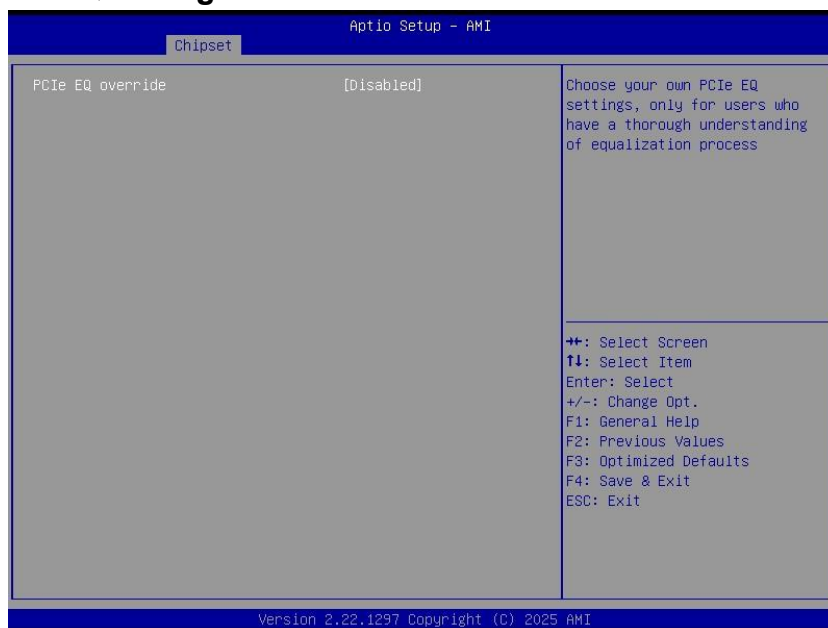 Aptio Setup - AMI
Chipset
PCIe EQ override [Disabled]
Choose your own PCIe EQ
settings, only for users who
have a thorough understanding
of equalization process
→←: Select Screen
↑↓: Select Item
Enter: Select
+/-: Change Opt.
F1: General Help
F2: Previous Values
F3: Optimized Defaults
F4: Save & Exit
ESC: Exit
Version 2.22.1297 Copyright (C) 2025 AMI